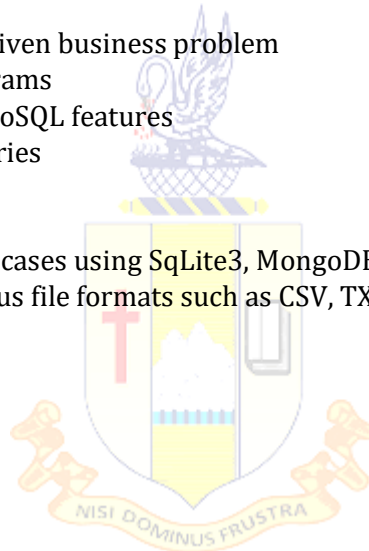 iven business problem
rams
oSQL features
ries
cases using SqLite3, MongoDB
us file formats such as CSV, TX
NISI DOMINUS FRUSTRA